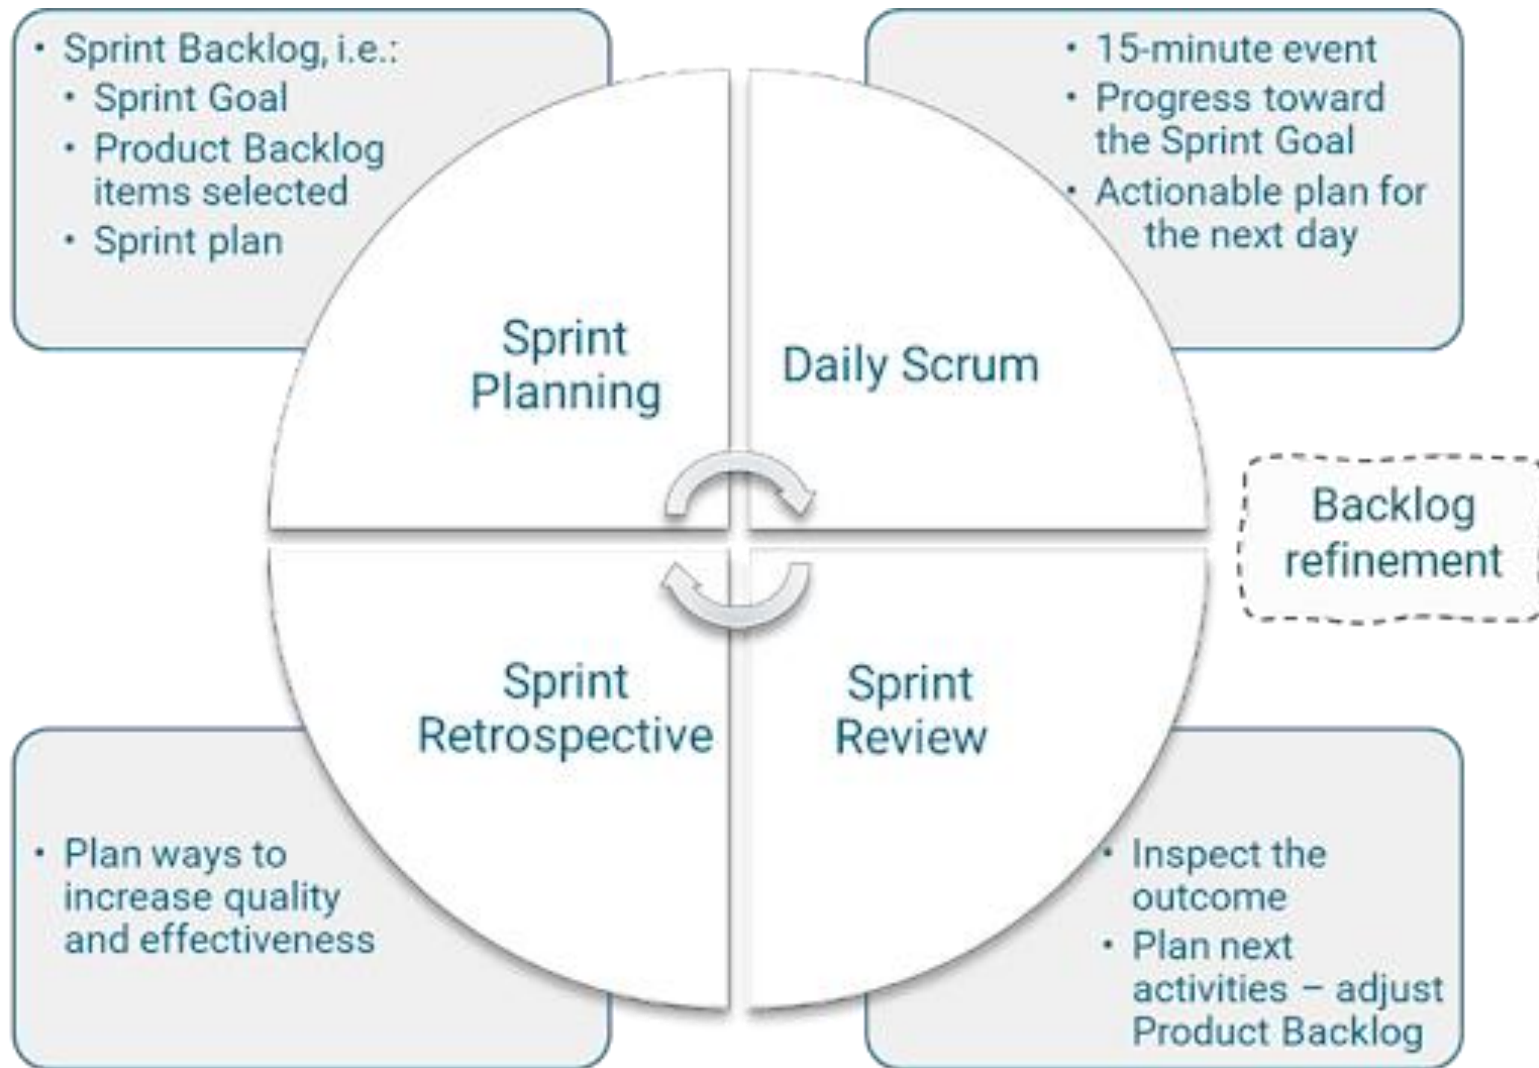 • Sprint Backlog, i.e.:
• Sprint Goal
• Product Backlog
items selected
• Sprint plan
• 15-minute event
• Progress toward
the Sprint Goal
• Actionable plan for
the next day
Sprint
Planning
Daily Scrum
Backlog
refinement
Sprint
Retrospective
Sprint
Review
• Plan ways to
increase quality
and effectiveness
• Inspect the
outcome
• Plan next
activities – adjust
Product Backlog